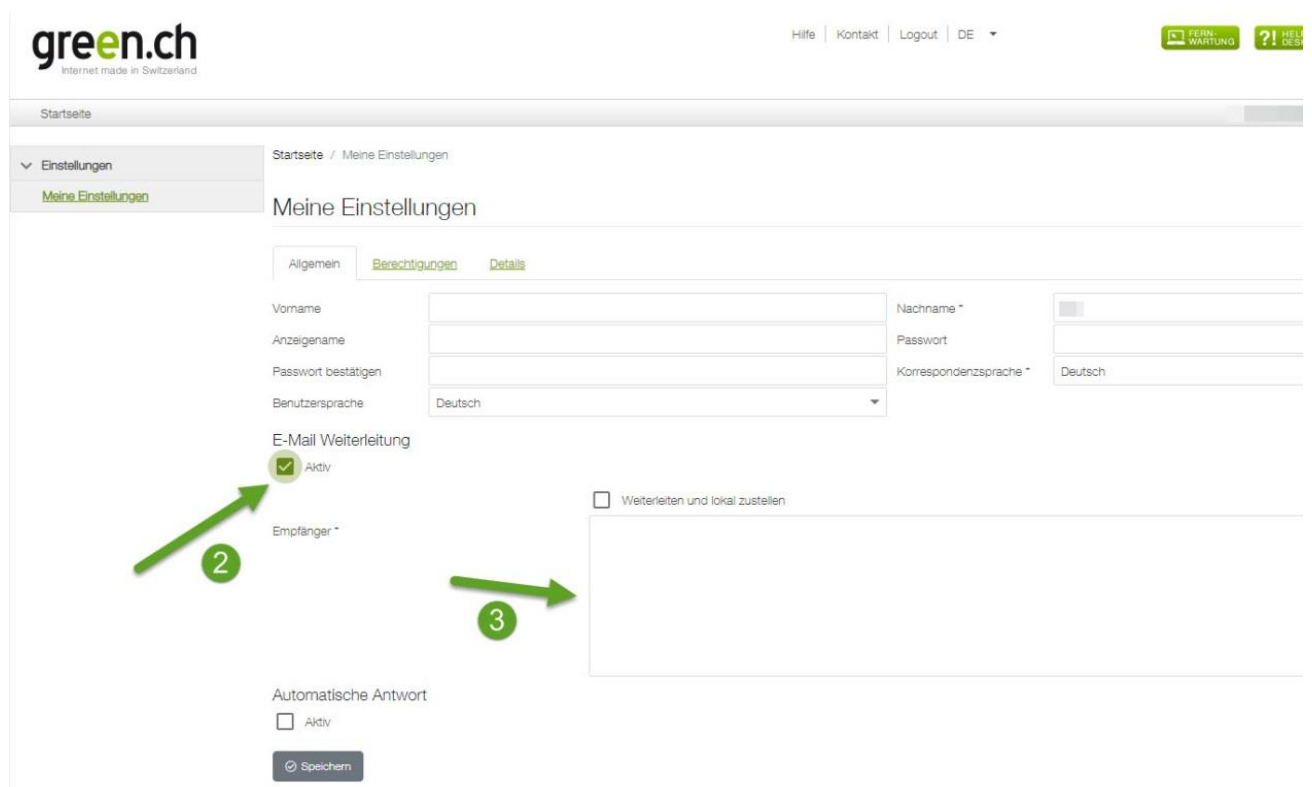 green.ch
Internet made in Switzerland
Hilfe Kontakt Logout DE
FERN-
WARTUNG
?!
Startseite
Einstellungen
Meine Einstellungen
Startseite / Meine Einstellungen
Meine Einstellungen
Allgemein Berechtigungen Details
Vorname Nachname *
Anzeigename Passwort
Passwort bestätigen Korrespondenzsprache * Deutsch
Benutzersprache Deutsch
E-Mail Weiterleitung
Aktiv
Weiterleiten und lokal zustellen
Empfänger *
2
3
Automatische Antwort
Aktiv
Speichern